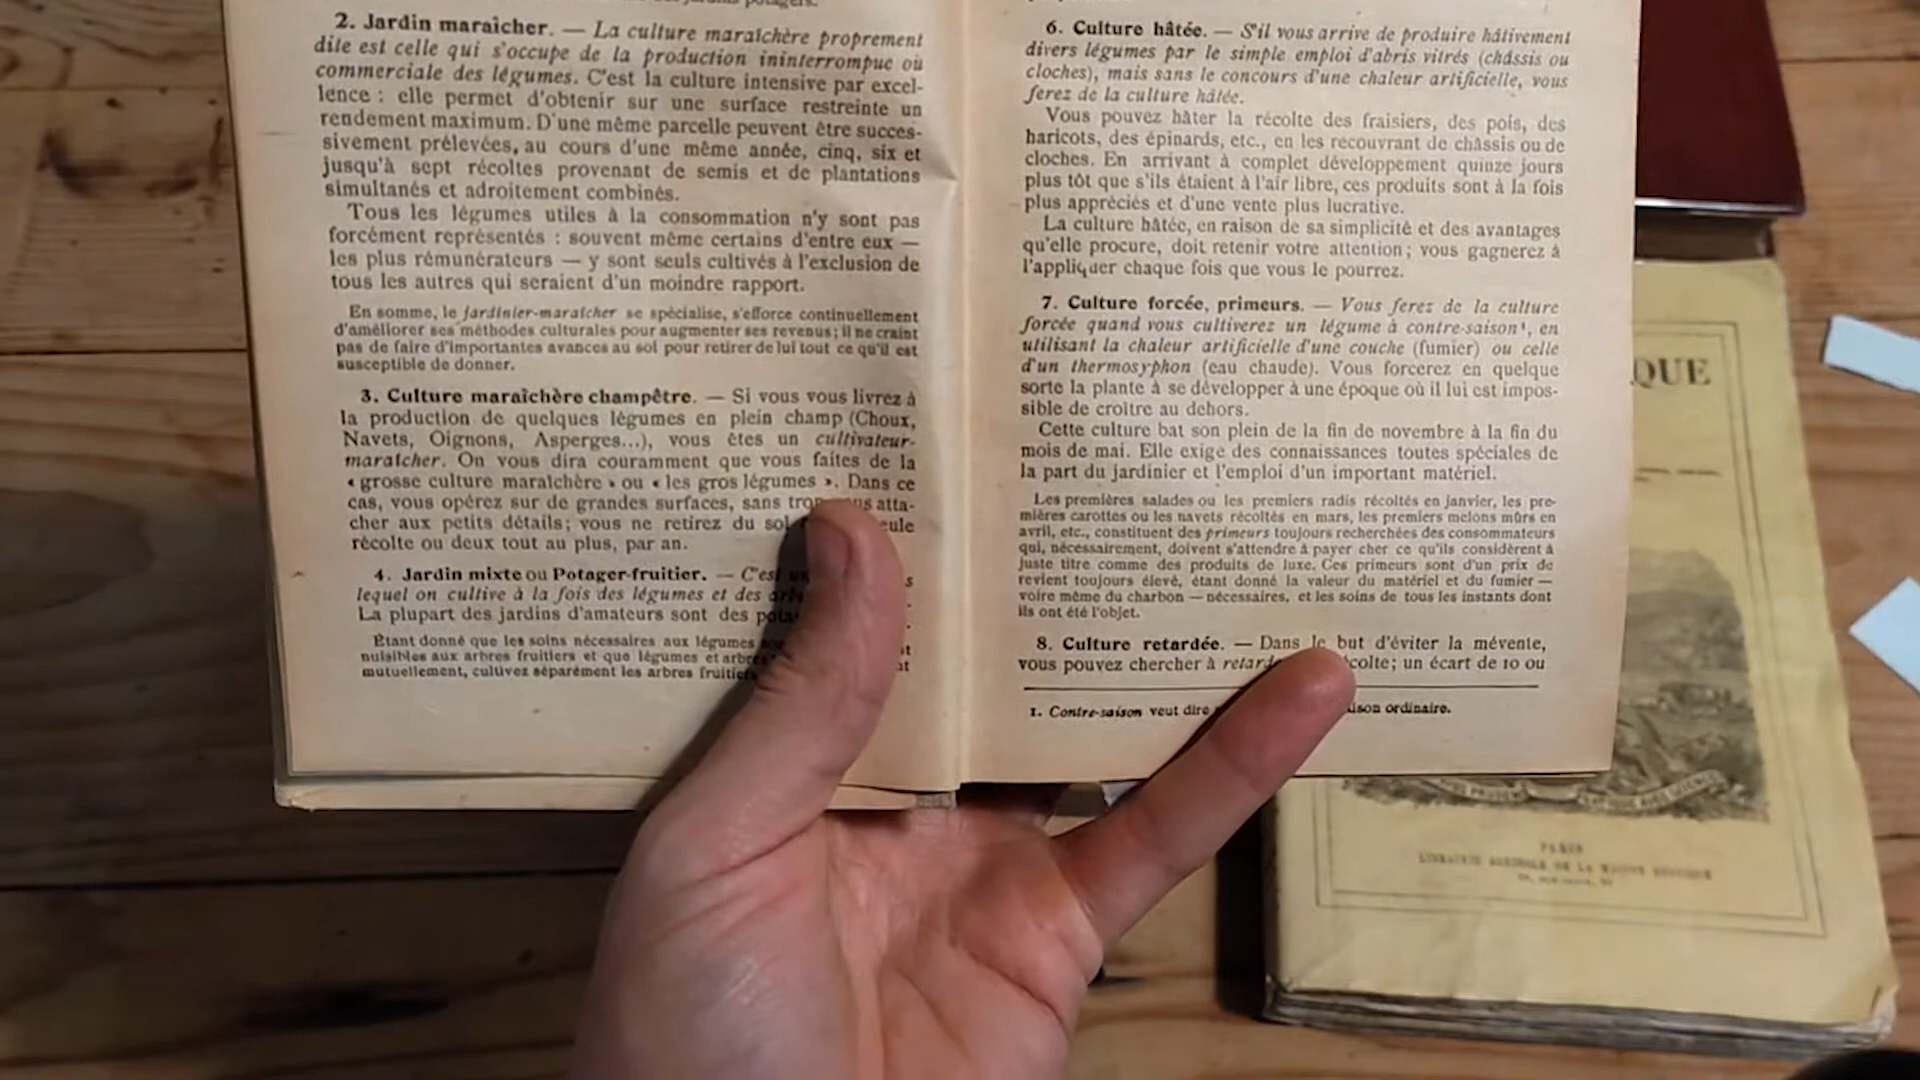 potagers.
2. Jardin maraîcher. — La culture maraîchère proprement
dite est celle qui s'occupe de la production ininterrompue ou
commerciale des légumes. C'est la culture intensive par excel-
lence : elle permet d'obtenir sur une surface restreinte un
rendement maximum. D'une même parcelle peuvent être succes-
sivement prélevées, au cours d'une même année, cinq, six et
jusqu'à sept récoltes provenant de semis et de plantations
simultanés et adroitement combinés.
Tous les légumes utiles à la consommation n'y sont pas
forcément représentés : souvent même certains d'entre eux —
les plus rémunérateurs — y sont seuls cultivés à l'exclusion de
tous les autres qui seraient d'un moindre rapport.
En somme, le jardinier-maraîcher se spécialise, s'efforce continuellement
d'améliorer ses méthodes culturales pour augmenter ses revenus ; il ne craint
pas de faire d'importantes avances au sol pour retirer de lui tout ce qu'il est
susceptible de donner.
3. Culture maraîchère champêtre. — Si vous vous livrez à
la production de quelques légumes en plein champ (Choux,
Navets, Oignons, Asperges...), vous êtes un cultivateur-
maraîcher. On vous dira couramment que vous faites de la
« grosse culture maraîchère » ou « les gros légumes ». Dans ce
cas, vous opérez sur de grandes surfaces, sans trop atta-
cher aux petits détails ; vous ne retirez du sol
récolte ou deux tout au plus, par an.
4. Jardin mixte ou Potager-fruitier. — C'est
lequel on cultive à la fois des légumes et des
La plupart des jardins d'amateurs sont des
Étant donné que les soins nécessaires aux légumes
nuisibles aux arbres fruitiers et que légumes et
mutuellement, cultivez séparément les arbres
6. Culture hâtée. — S'il vous arrive de produire hâtivement
divers légumes par le simple emploi d'abris vitrés (châssis ou
cloches), mais sans le concours d'une chaleur artificielle, vous
ferez de la culture hâtée.
Vous pouvez hâter la récolte des fraisiers, des pois, des
haricots, des épinards, etc., en les recouvrant de châssis ou de
cloches. En arrivant à complet développement quinze jours
plus tôt que s'ils étaient à l'air libre, ces produits sont à la fois
plus appréciés et d'une vente plus lucrative.
La culture hâtée, en raison de sa simplicité et des avantages
qu'elle procure, doit retenir votre attention ; vous gagnerez à
l'appliquer chaque fois que vous le pourrez.
7. Culture forcée, primeurs. — Vous ferez de la culture
forcée quand vous cultiverez un légume à contre-saison¹, en
utilisant la chaleur artificielle d'une couche (fumier) ou celle
d'un thermosyphon (eau chaude). Vous forcerez en quelque
sorte la plante à se développer à une époque où il lui est impos-
sible de croître au dehors.
Cette culture bat son plein de la fin de novembre à la fin du
mois de mai. Elle exige des connaissances toutes spéciales de
la part du jardinier et l'emploi d'un important matériel.
Les premières salades ou les premiers radis récoltés en janvier, les pre-
mières carottes ou les navets récoltés en mars, les premiers melons mûrs en
avril, etc., constituent des primeurs toujours recherchées des consommateurs
qui, nécessairement, doivent s'attendre à payer cher ce qu'ils considèrent à
juste titre comme des produits de luxe. Ces primeurs sont d'un prix de
revient toujours élevé, étant donné la valeur du matériel et du fumier —
voire même du charbon — nécessaires, et les soins de tous les instants dont
ils ont été l'objet.
8. Culture retardée. — Dans le but d'éviter la mévente,
vous pouvez chercher à un écart de 10 ou
1. Contre-saison veut dire ordinaire.
QUE
PARIS
LIBRAIRIE AGRICOLE DE LA MAISON RUSTIQUE